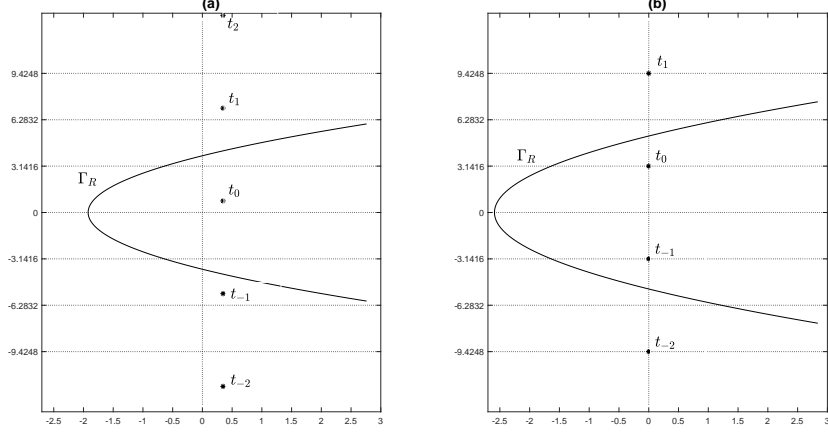 (a)
t₂
9.4248
t₁
6.2832
3.1416
Γ_R
t₀
0
-3.1416
t₋₁
-6.2832
-9.4248
t₋₂
-2.5 -2 -1.5 -1 -0.5 0 0.5 1 1.5 2 2.5 3
(b)
t₁
9.4248
6.2832
Γ_R
t₀
3.1416
0
t₋₁
-3.1416
-6.2832
t₋₂
-9.4248
-2.5 -2 -1.5 -1 -0.5 0 0.5 1 1.5 2 2.5 3